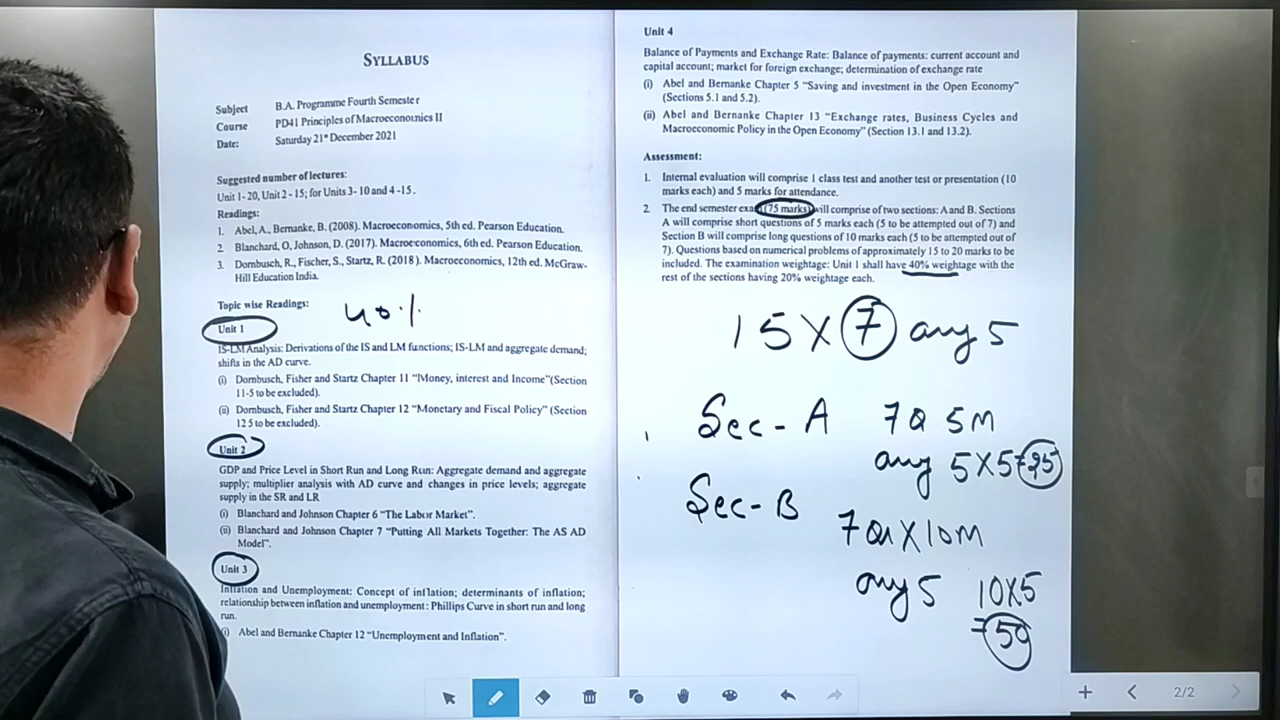 SYLLABUS
Subject B.A. Programme Fourth Semester
Course PD41 Principles of Macroeconomics II
Date: Saturday 21st December 2021
Suggested number of lectures:
Unit 1- 20, Unit 2 - 15; for Units 3- 10 and 4 -15.
Readings:
1. Abel, A., Bernanke, B. (2008). Macroeconomics, 5th ed. Pearson Education.
2. Blanchard, O, Johnson, D. (2017). Macroeconomics, 6th ed. Pearson Education.
3. Dornbusch, R., Fischer, S., Startz, R. (2018). Macroeconomics, 12th ed. McGraw-
Hill Education India.
Topic wise Readings:
40%
Unit 1
IS-LM Analysis: Derivations of the IS and LM functions; IS-LM and aggregate demand;
shifts in the AD curve.
(i) Dornbusch, Fisher and Startz Chapter 11 "Money, interest and Income"(Section
11-5 to be excluded).
(ii) Dornbusch, Fisher and Startz Chapter 12 "Monetary and Fiscal Policy" (Section
12 5 to be excluded).
Unit 2
GDP and Price Level in Short Run and Long Run: Aggregate demand and aggregate
supply; multiplier analysis with AD curve and changes in price levels; aggregate
supply in the SR and LR
(i) Blanchard and Johnson Chapter 6 "The Labor Market".
(ii) Blanchard and Johnson Chapter 7 "Putting All Markets Together: The AS AD
Model".
Unit 3
Inflation and Unemployment: Concept of inflation; determinants of inflation;
relationship between inflation and unemployment: Phillips Curve in short run and long
run.
(i) Abel and Bernanke Chapter 12 "Unemployment and Inflation".
Unit 4
Balance of Payments and Exchange Rate: Balance of payments: current account and
capital account; market for foreign exchange; determination of exchange rate
(i) Abel and Bernanke Chapter 5 "Saving and investment in the Open Economy"
(Sections 5.1 and 5.2).
(ii) Abel and Bernanke Chapter 13 "Exchange rates, Business Cycles and
Macroeconomic Policy in the Open Economy" (Section 13.1 and 13.2).
Assessment:
1. Internal evaluation will comprise 1 class test and another test or presentation (10
marks each) and 5 marks for attendance.
2. The end semester exam (75 marks) will comprise of two sections: A and B. Sections
A will comprise short questions of 5 marks each (5 to be attempted out of 7) and
Section B will comprise long questions of 10 marks each (5 to be attempted out of
7). Questions based on numerical problems of approximately 15 to 20 marks to be
included. The examination weightage: Unit 1 shall have 40% weightage with the
rest of the sections having 20% weightage each.
15 X 7 any 5
Sec - A 7Q 5M
any 5X5=25
Sec-B
7Q X10M
any 5 10X5
=50
2/2